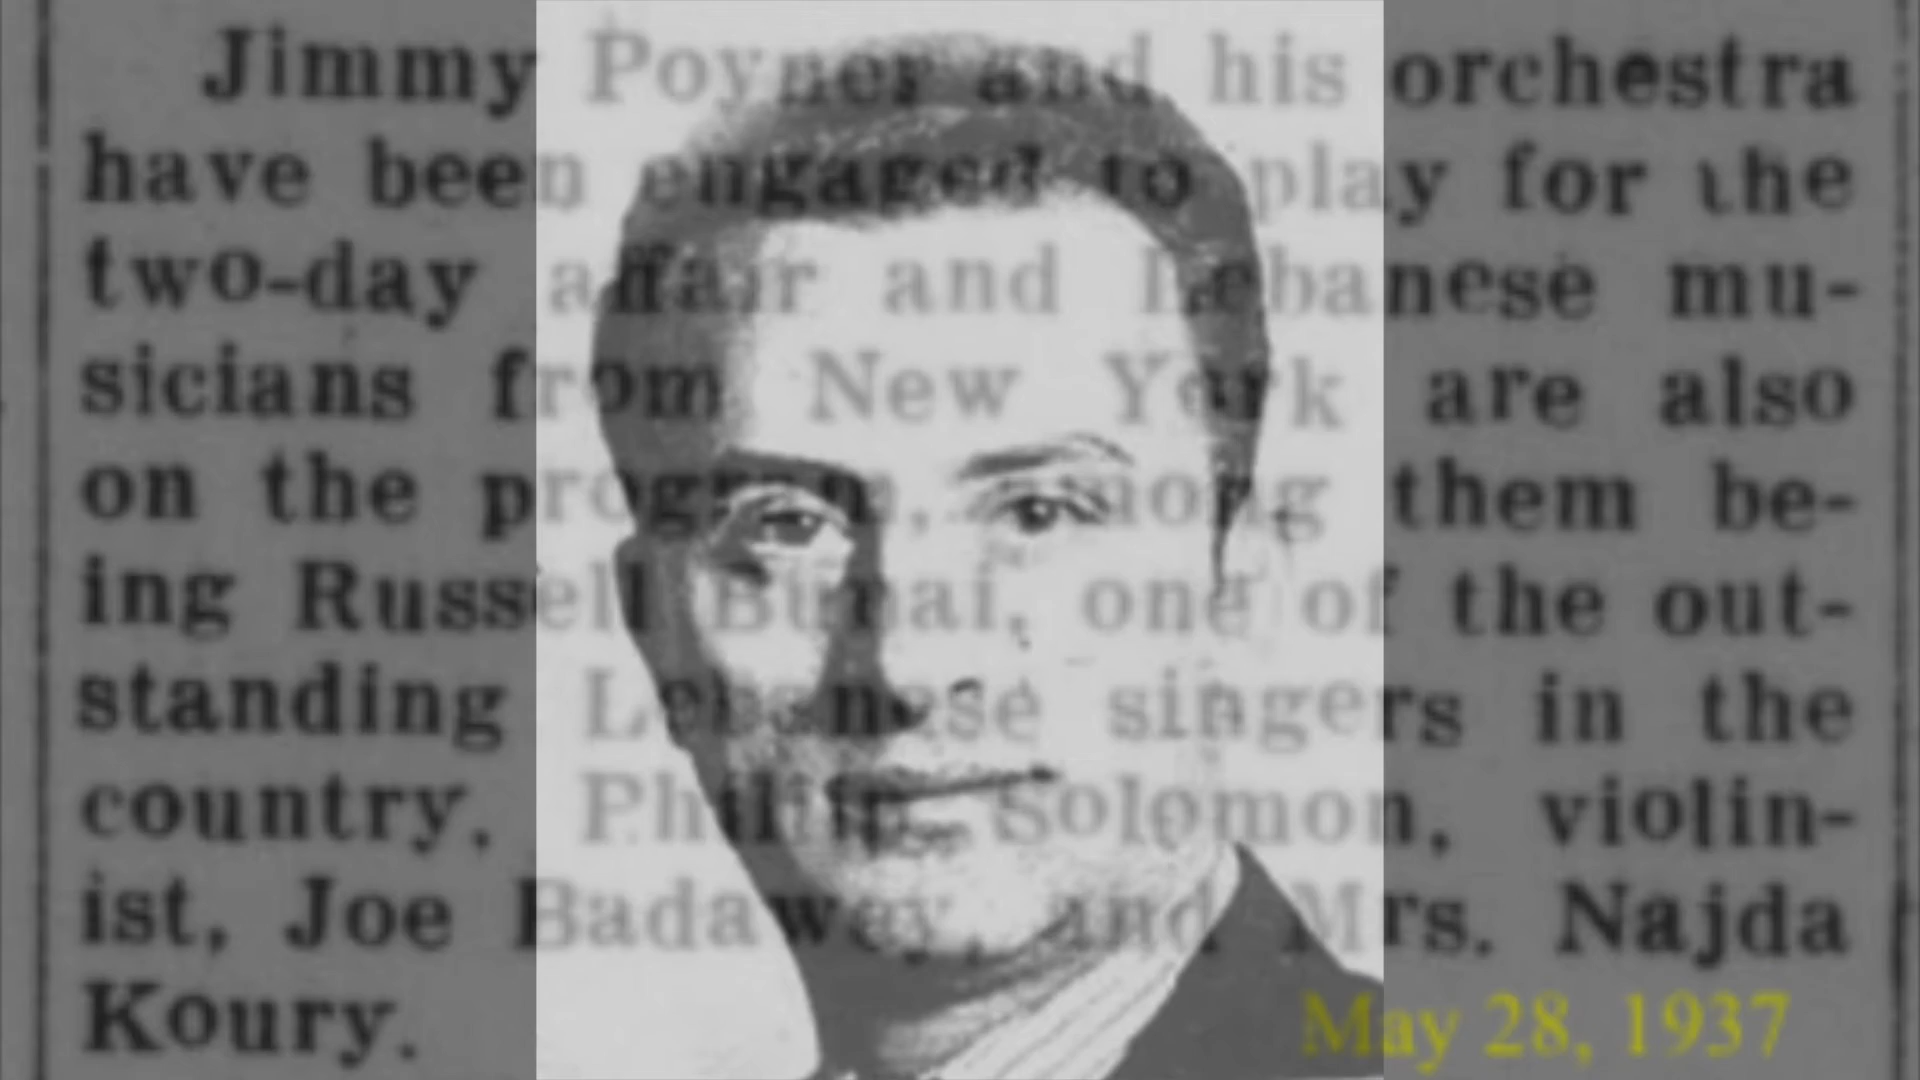 Jimmy Poyner and his orchestra
have been engaged to play for the
two-day affair and Lebanese mu-
sicians from New York are also
on the program, among them be-
ing Russell Bunai, one of the out-
standing Lebanese singers in the
country, Philip Solomon, violin-
ist, Joe Badawey, and Mrs. Najda
Koury.
May 28, 1937